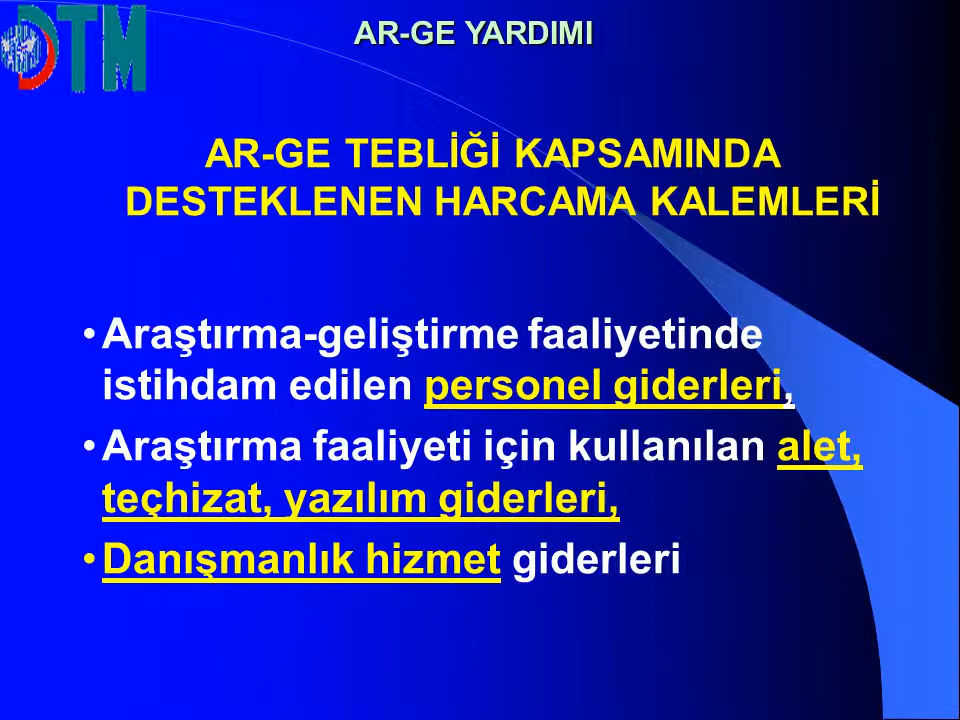 DTM
AR-GE YARDIMI
AR-GE TEBLİĞİ KAPSAMINDA
DESTEKLENEN HARCAMA KALEMLERİ
•Araştırma-geliştirme faaliyetinde
istihdam edilen personel giderleri,
•Araştırma faaliyeti için kullanılan alet,
teçhizat, yazılım giderleri,
•Danışmanlık hizmet giderleri